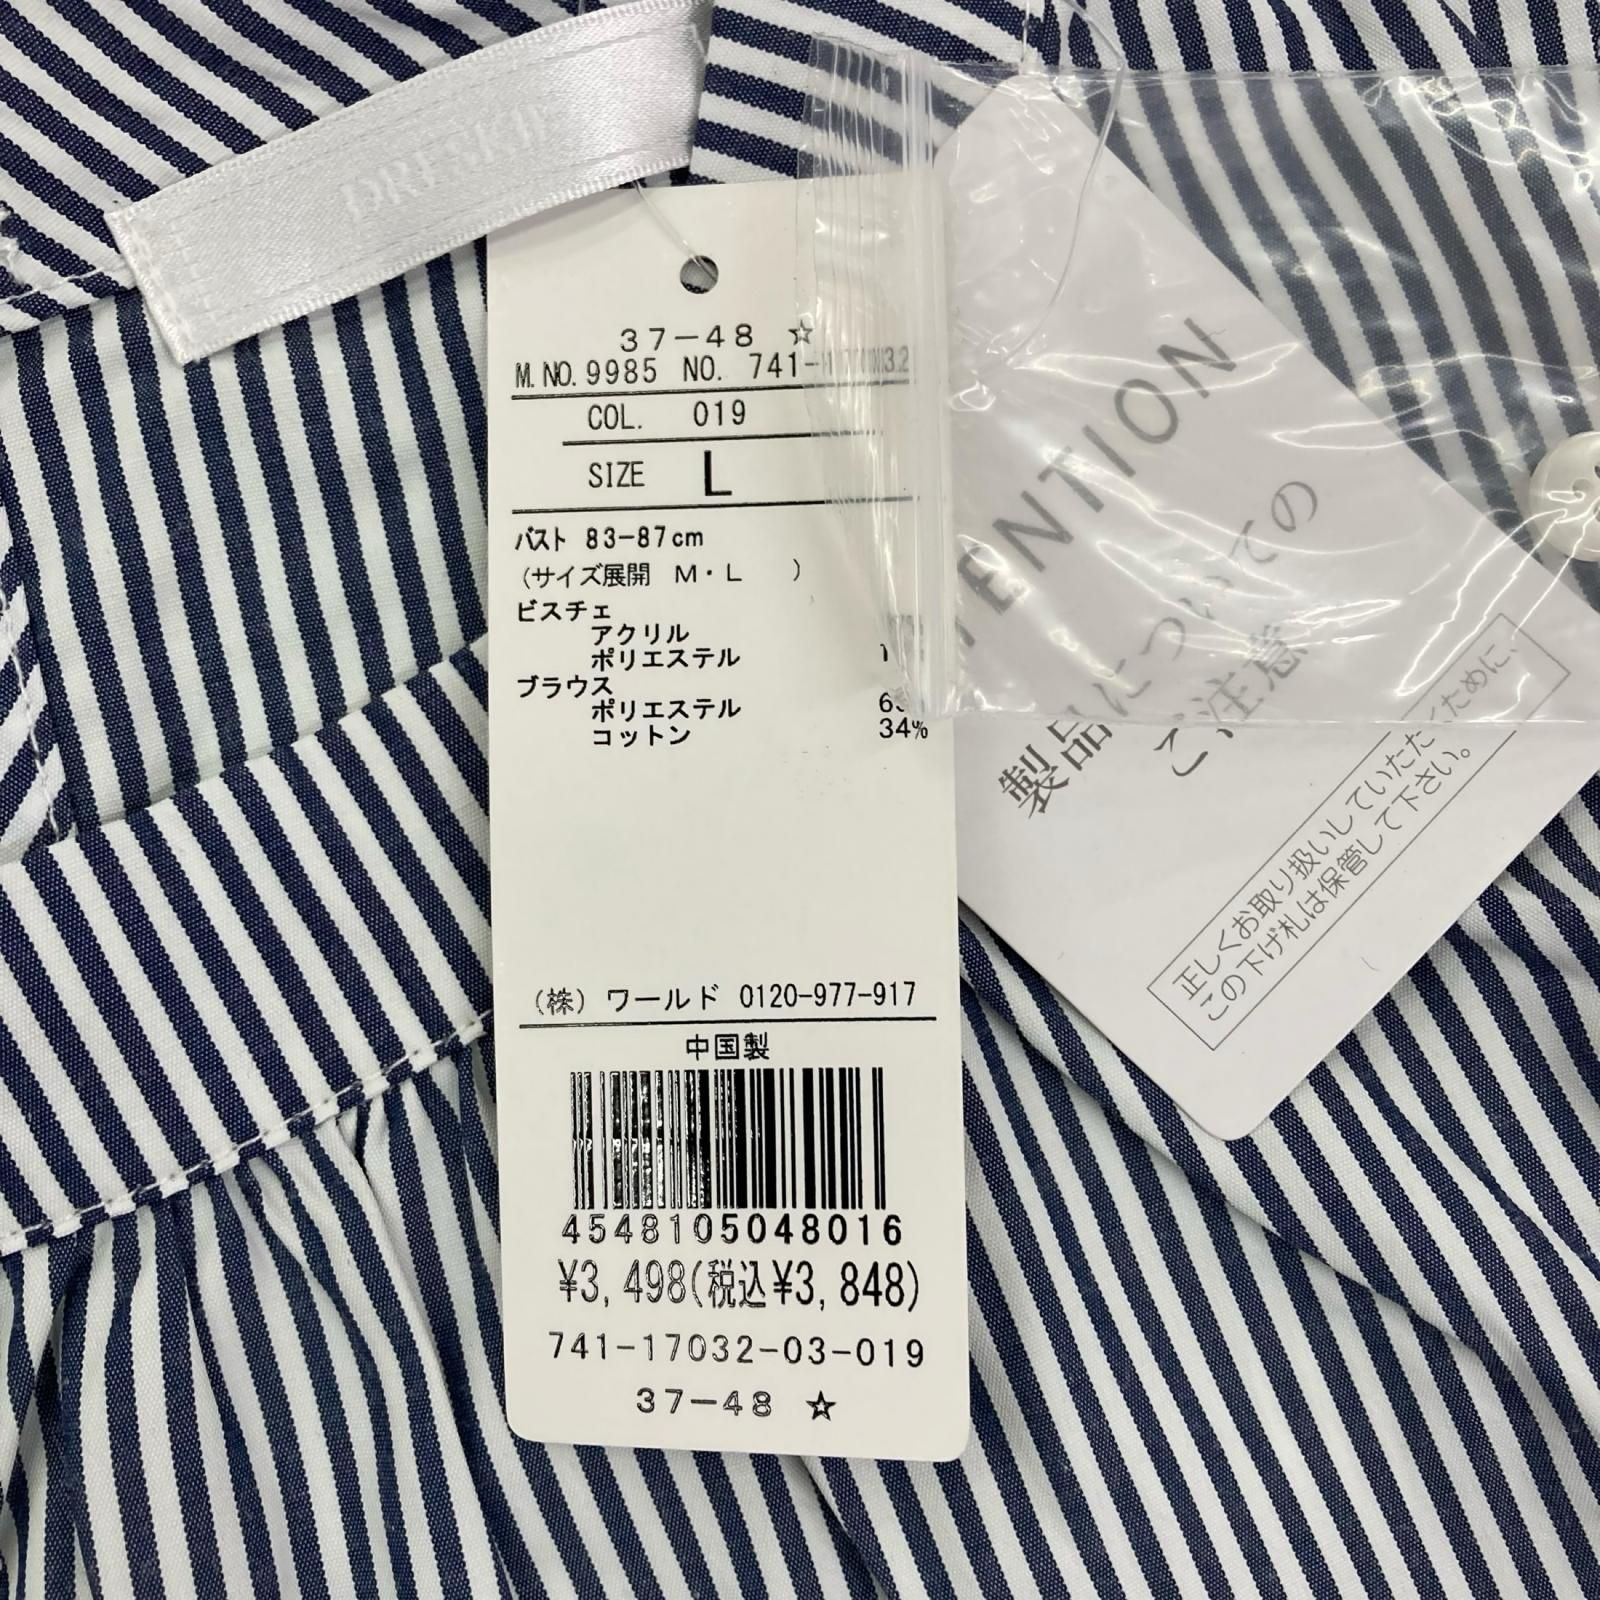 37-48 ☆
M.NO.9985 NO. 741-
COL. 019
SIZE L
バスト 83-87cm
(サイズ展開 M・L )
ビスチェ
アクリル
ポリエステル
ブラウス
ポリエステル
コットン 34%
(株) ワールド 0120-977-917
中国製
4548105048016
¥3,498(税込¥3,848)
741-17032-03-019
37-48 ☆
製品についての
ご注意
正しくお取り扱いしていただくために、
この下げ札は保管して下さい。